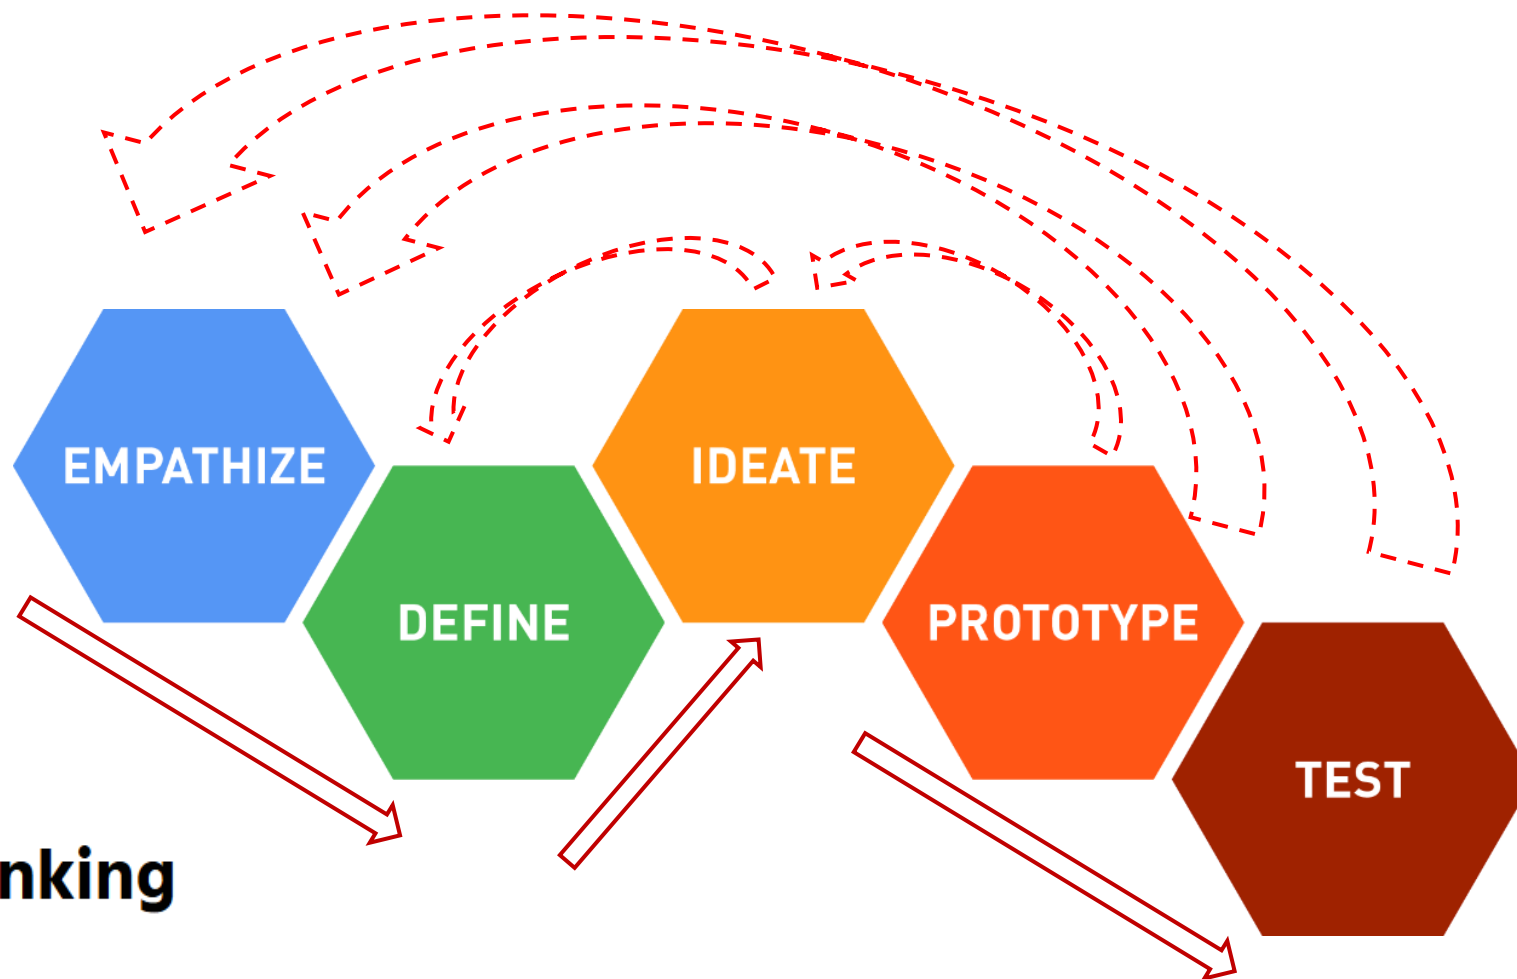 EMPATHIZE
DEFINE
IDEATE
PROTOTYPE
TEST
nking